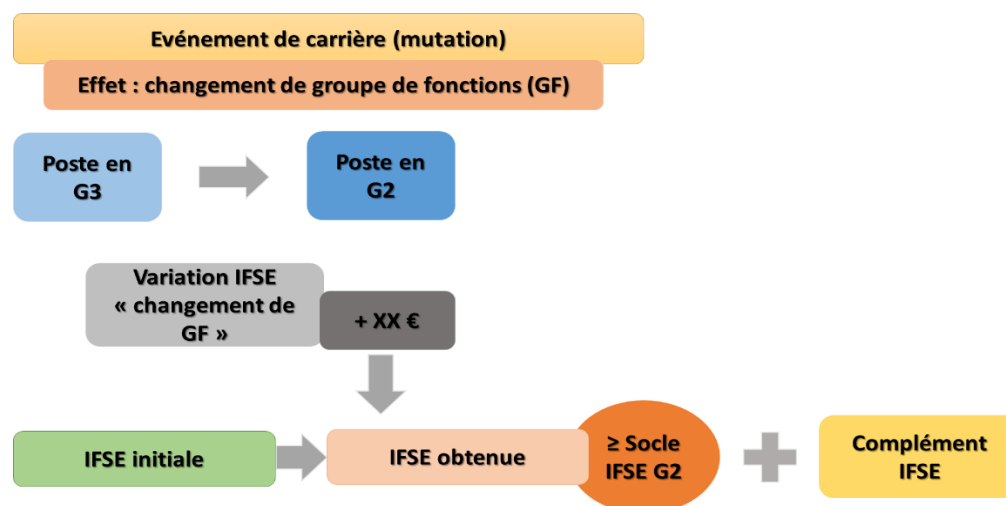 Evénement de carrière (mutation)
Effet : changement de groupe de fonctions (GF)
Poste en
G3
Poste en
G2
Variation IFSE
« changement de
GF »
+ XX €
IFSE initiale
IFSE obtenue
≥ Socle
IFSE G2
Complément
IFSE